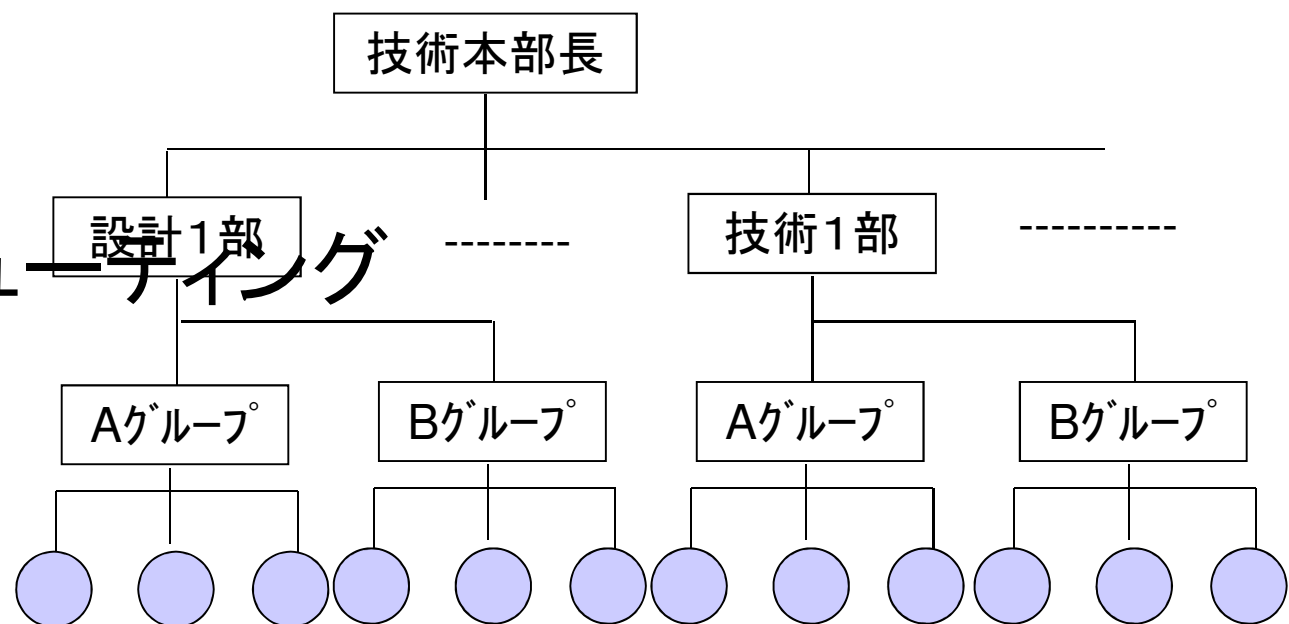 技術本部長
設計１部
--------
技術１部
----------
ューティング
Aｸﾞﾙｰﾌﾟ
Bｸﾞﾙｰﾌﾟ
Aｸﾞﾙｰﾌﾟ
Bｸﾞﾙｰﾌﾟ